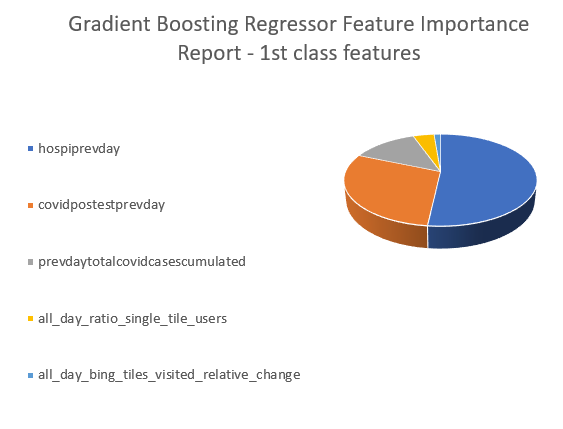 Gradient Boosting Regressor Feature Importance
Report - 1st class features
hospiprevday
covidpostestprevday
prevdaytotalcovidcasescumulated
all_day_ratio_single_tile_users
all_day_bing_tiles_visited_relative_change